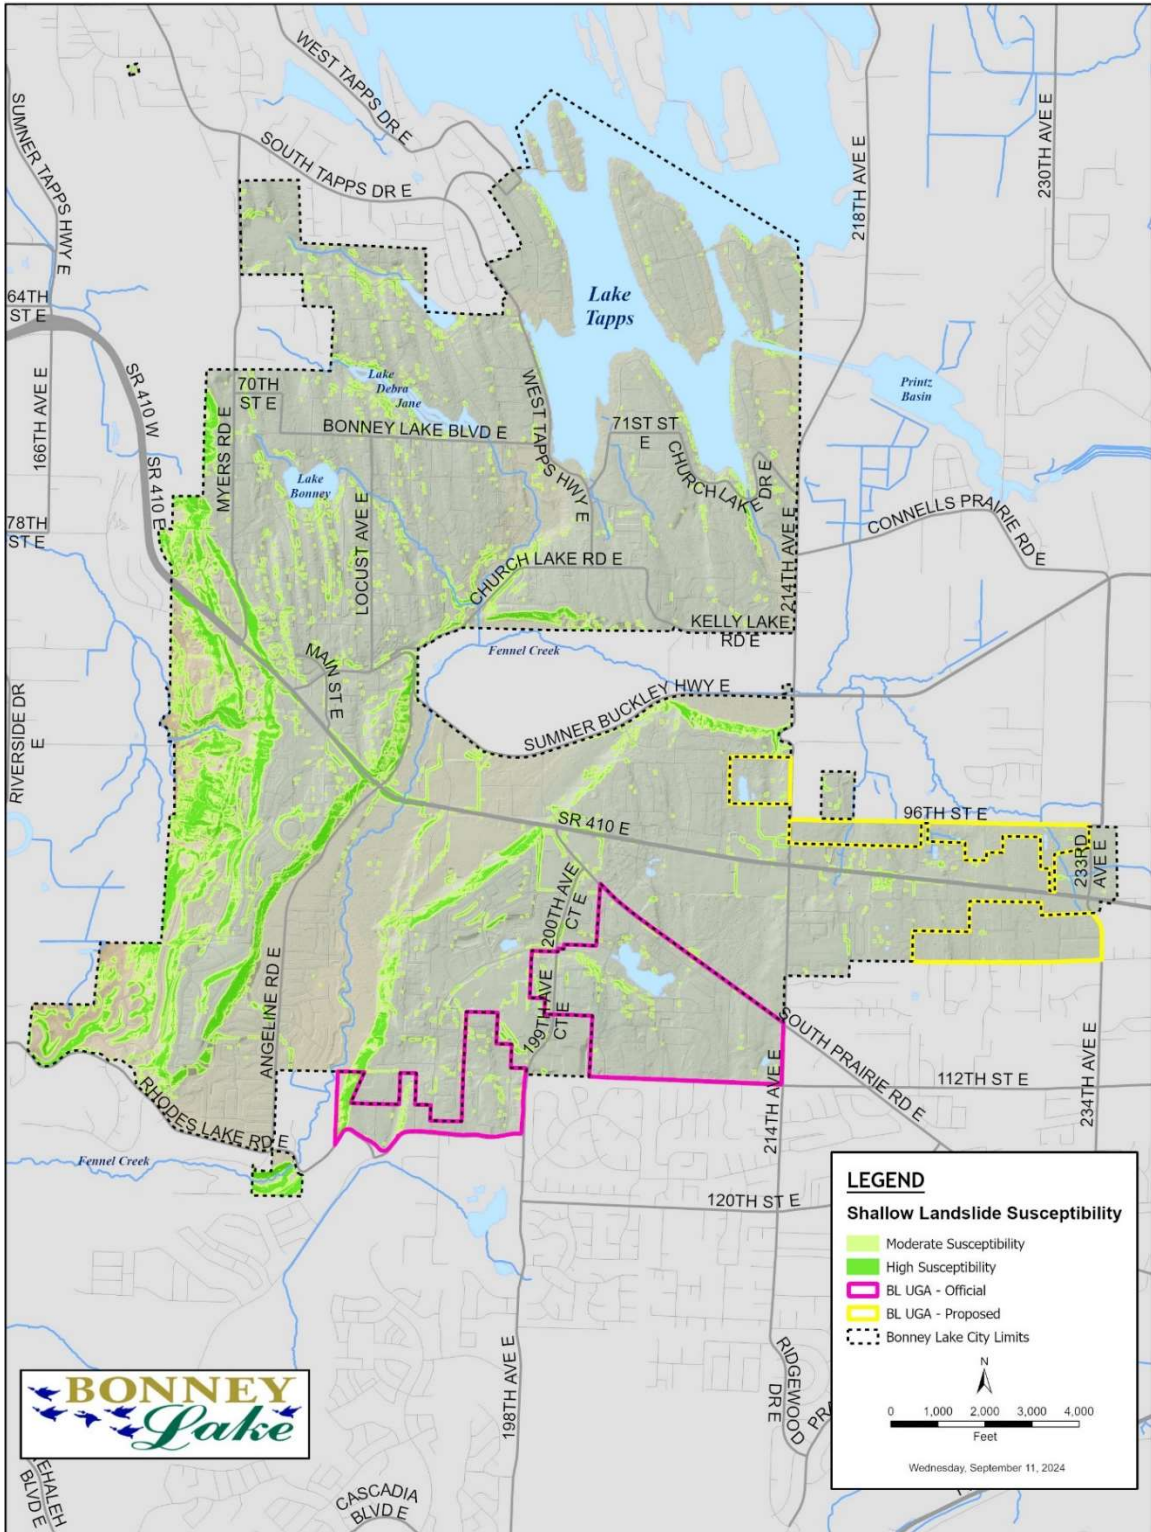 WEST TAPPS DR E
SOUTH TAPPS DR E
SUMNER TAPPS HWY E
218TH AVE E
230TH AVE E
64TH
ST E
166TH AVE E
SR 410 W
SR 410 E
Lake
Tapps
Printz
Basin
70TH
ST E
Lake
Debra
Jane
MYERS RD E
BONNEY LAKE BLVD E
WEST TAPPS HWY E
71ST ST
E
CHURCH LAKE
DR E
Lake
Bonney
LOCUST AVE E
78TH
ST E
214TH AVE E
CONNELLS PRAIRIE RD E
CHURCH LAKE RD E
KELLY LAKE
RD E
Fennel Creek
MAIN ST E
SUMNER BUCKLEY HWY E
RIVERSIDE DR
E
SR 410 E
96TH ST E
233RD
AVE E
200TH AVE
CT E
199TH AVE
CT E
ANGELINE RD E
SOUTH PRAIRIE RD E
112TH ST E
214TH AVE E
234TH AVE E
RHODES LAKE RD E
Fennel Creek
120TH ST E
198TH AVE E
RIDGEWOOD
DR E
PRA
EHALEH
BLVD E
CASCADIA
BLVD E
BONNEY
Lake
LEGEND
Shallow Landslide Susceptibility
Moderate Susceptibility
High Susceptibility
BL UGA - Official
BL UGA - Proposed
Bonney Lake City Limits
N
0 1,000 2,000 3,000 4,000
Feet
Wednesday, September 11, 2024